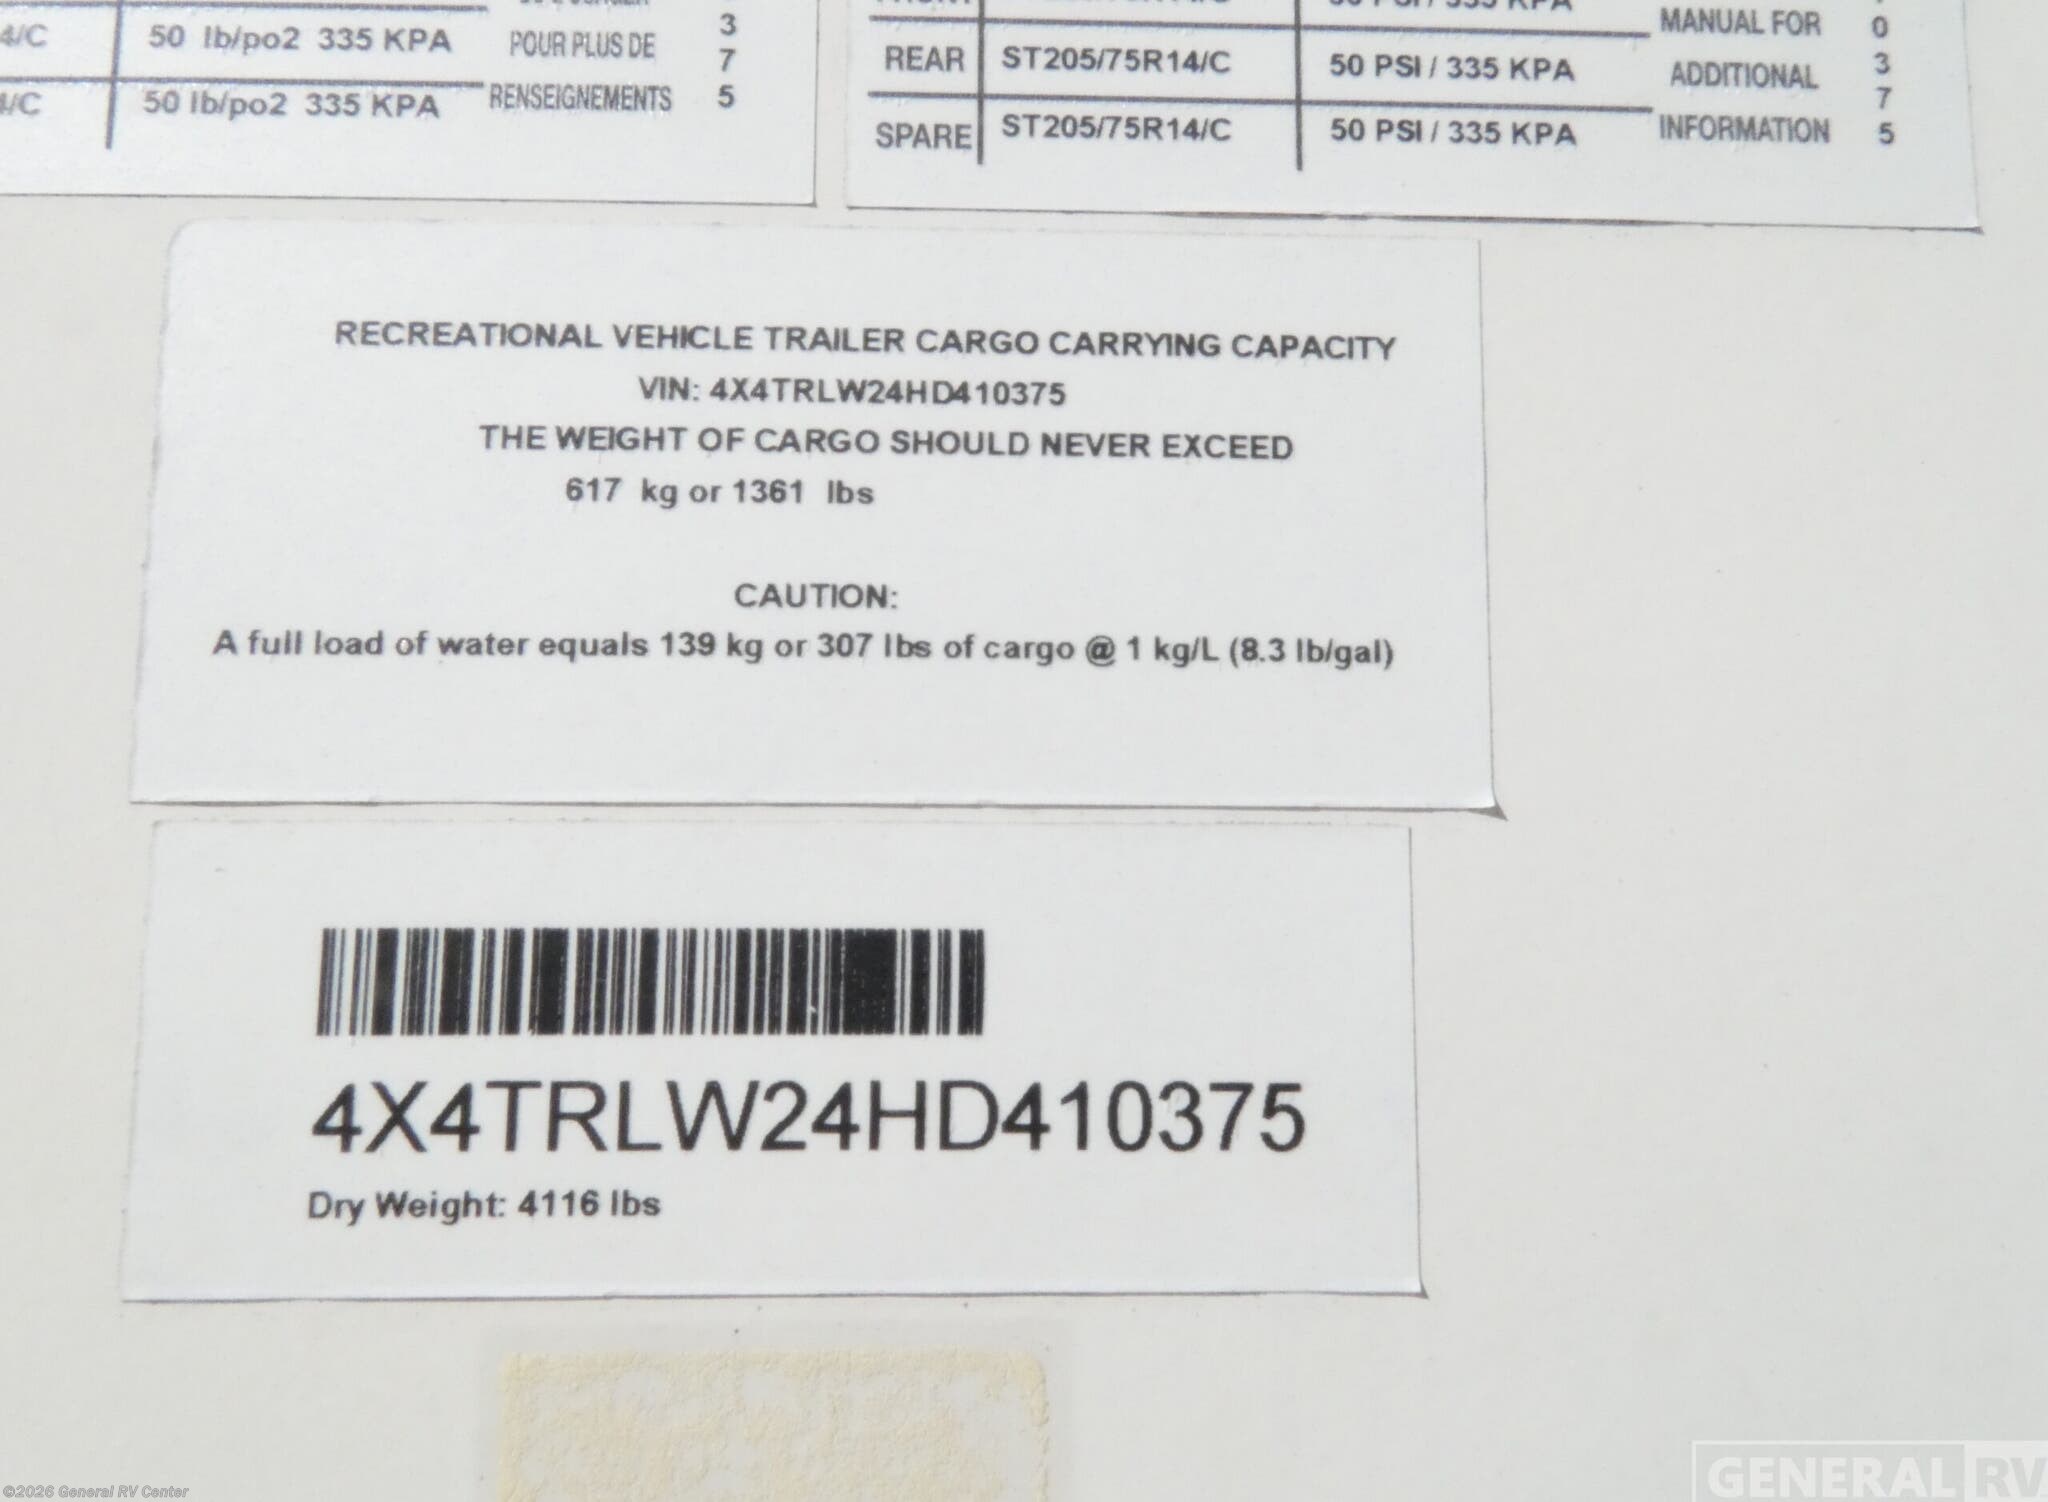 4/C 50 lb/po2 335 KPA POUR PLUS DE
4/C 50 lb/po2 335 KPA RENSEIGNEMENTS
3
7
5
REAR ST205/75R14/C 50 PSI / 335 KPA
SPARE ST205/75R14/C 50 PSI / 335 KPA
MANUAL FOR
ADDITIONAL
INFORMATION
0
3
7
5
RECREATIONAL VEHICLE TRAILER CARGO CARRYING CAPACITY
VIN: 4X4TRLW24HD410375
THE WEIGHT OF CARGO SHOULD NEVER EXCEED
617 kg or 1361 lbs
CAUTION:
A full load of water equals 139 kg or 307 lbs of cargo @ 1 kg/L (8.3 lb/gal)
4X4TRLW24HD410375
Dry Weight: 4116 lbs
©2026 General RV Center
GENERAL RV